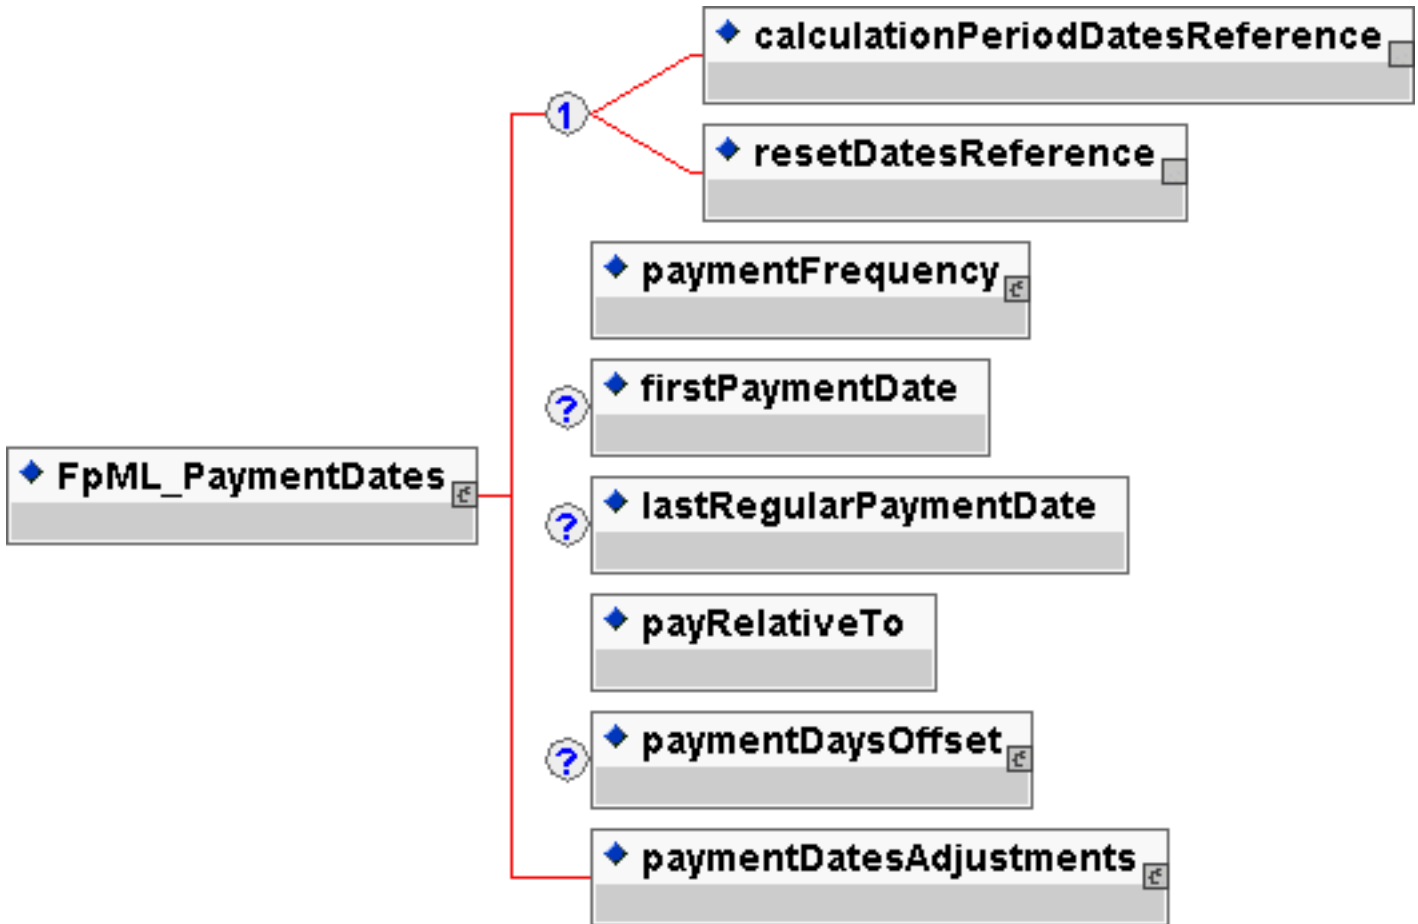 calculationPeriodDatesReference
1
resetDatesReference
paymentFrequency
?
firstPaymentDate
FpML_PaymentDates
?
lastRegularPaymentDate
payRelativeTo
?
paymentDaysOffset
paymentDatesAdjustments